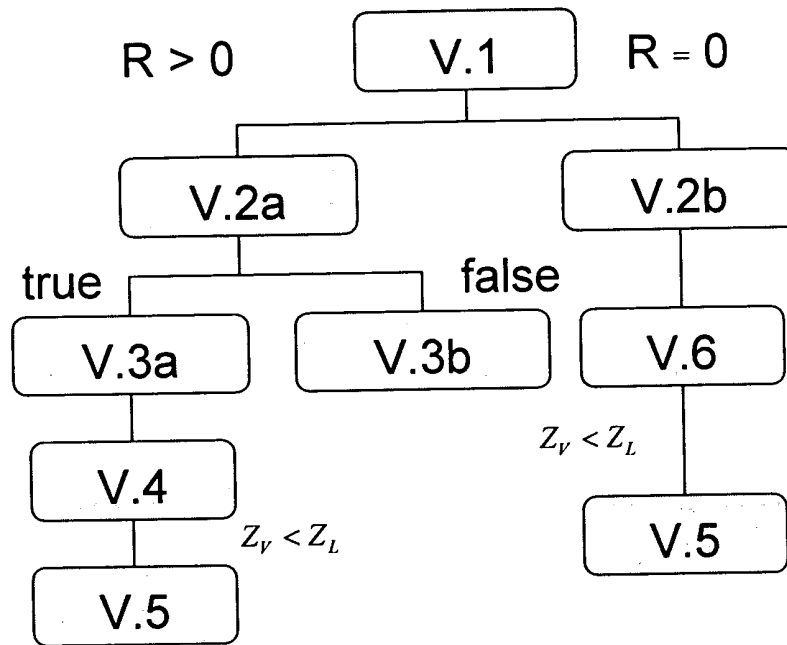 R > 0
V.1
R = 0
V.2a
V.2b
true
false
V.3a
V.3b
V.6
Z_V < Z_L
V.4
Z_V < Z_L
V.5
V.5